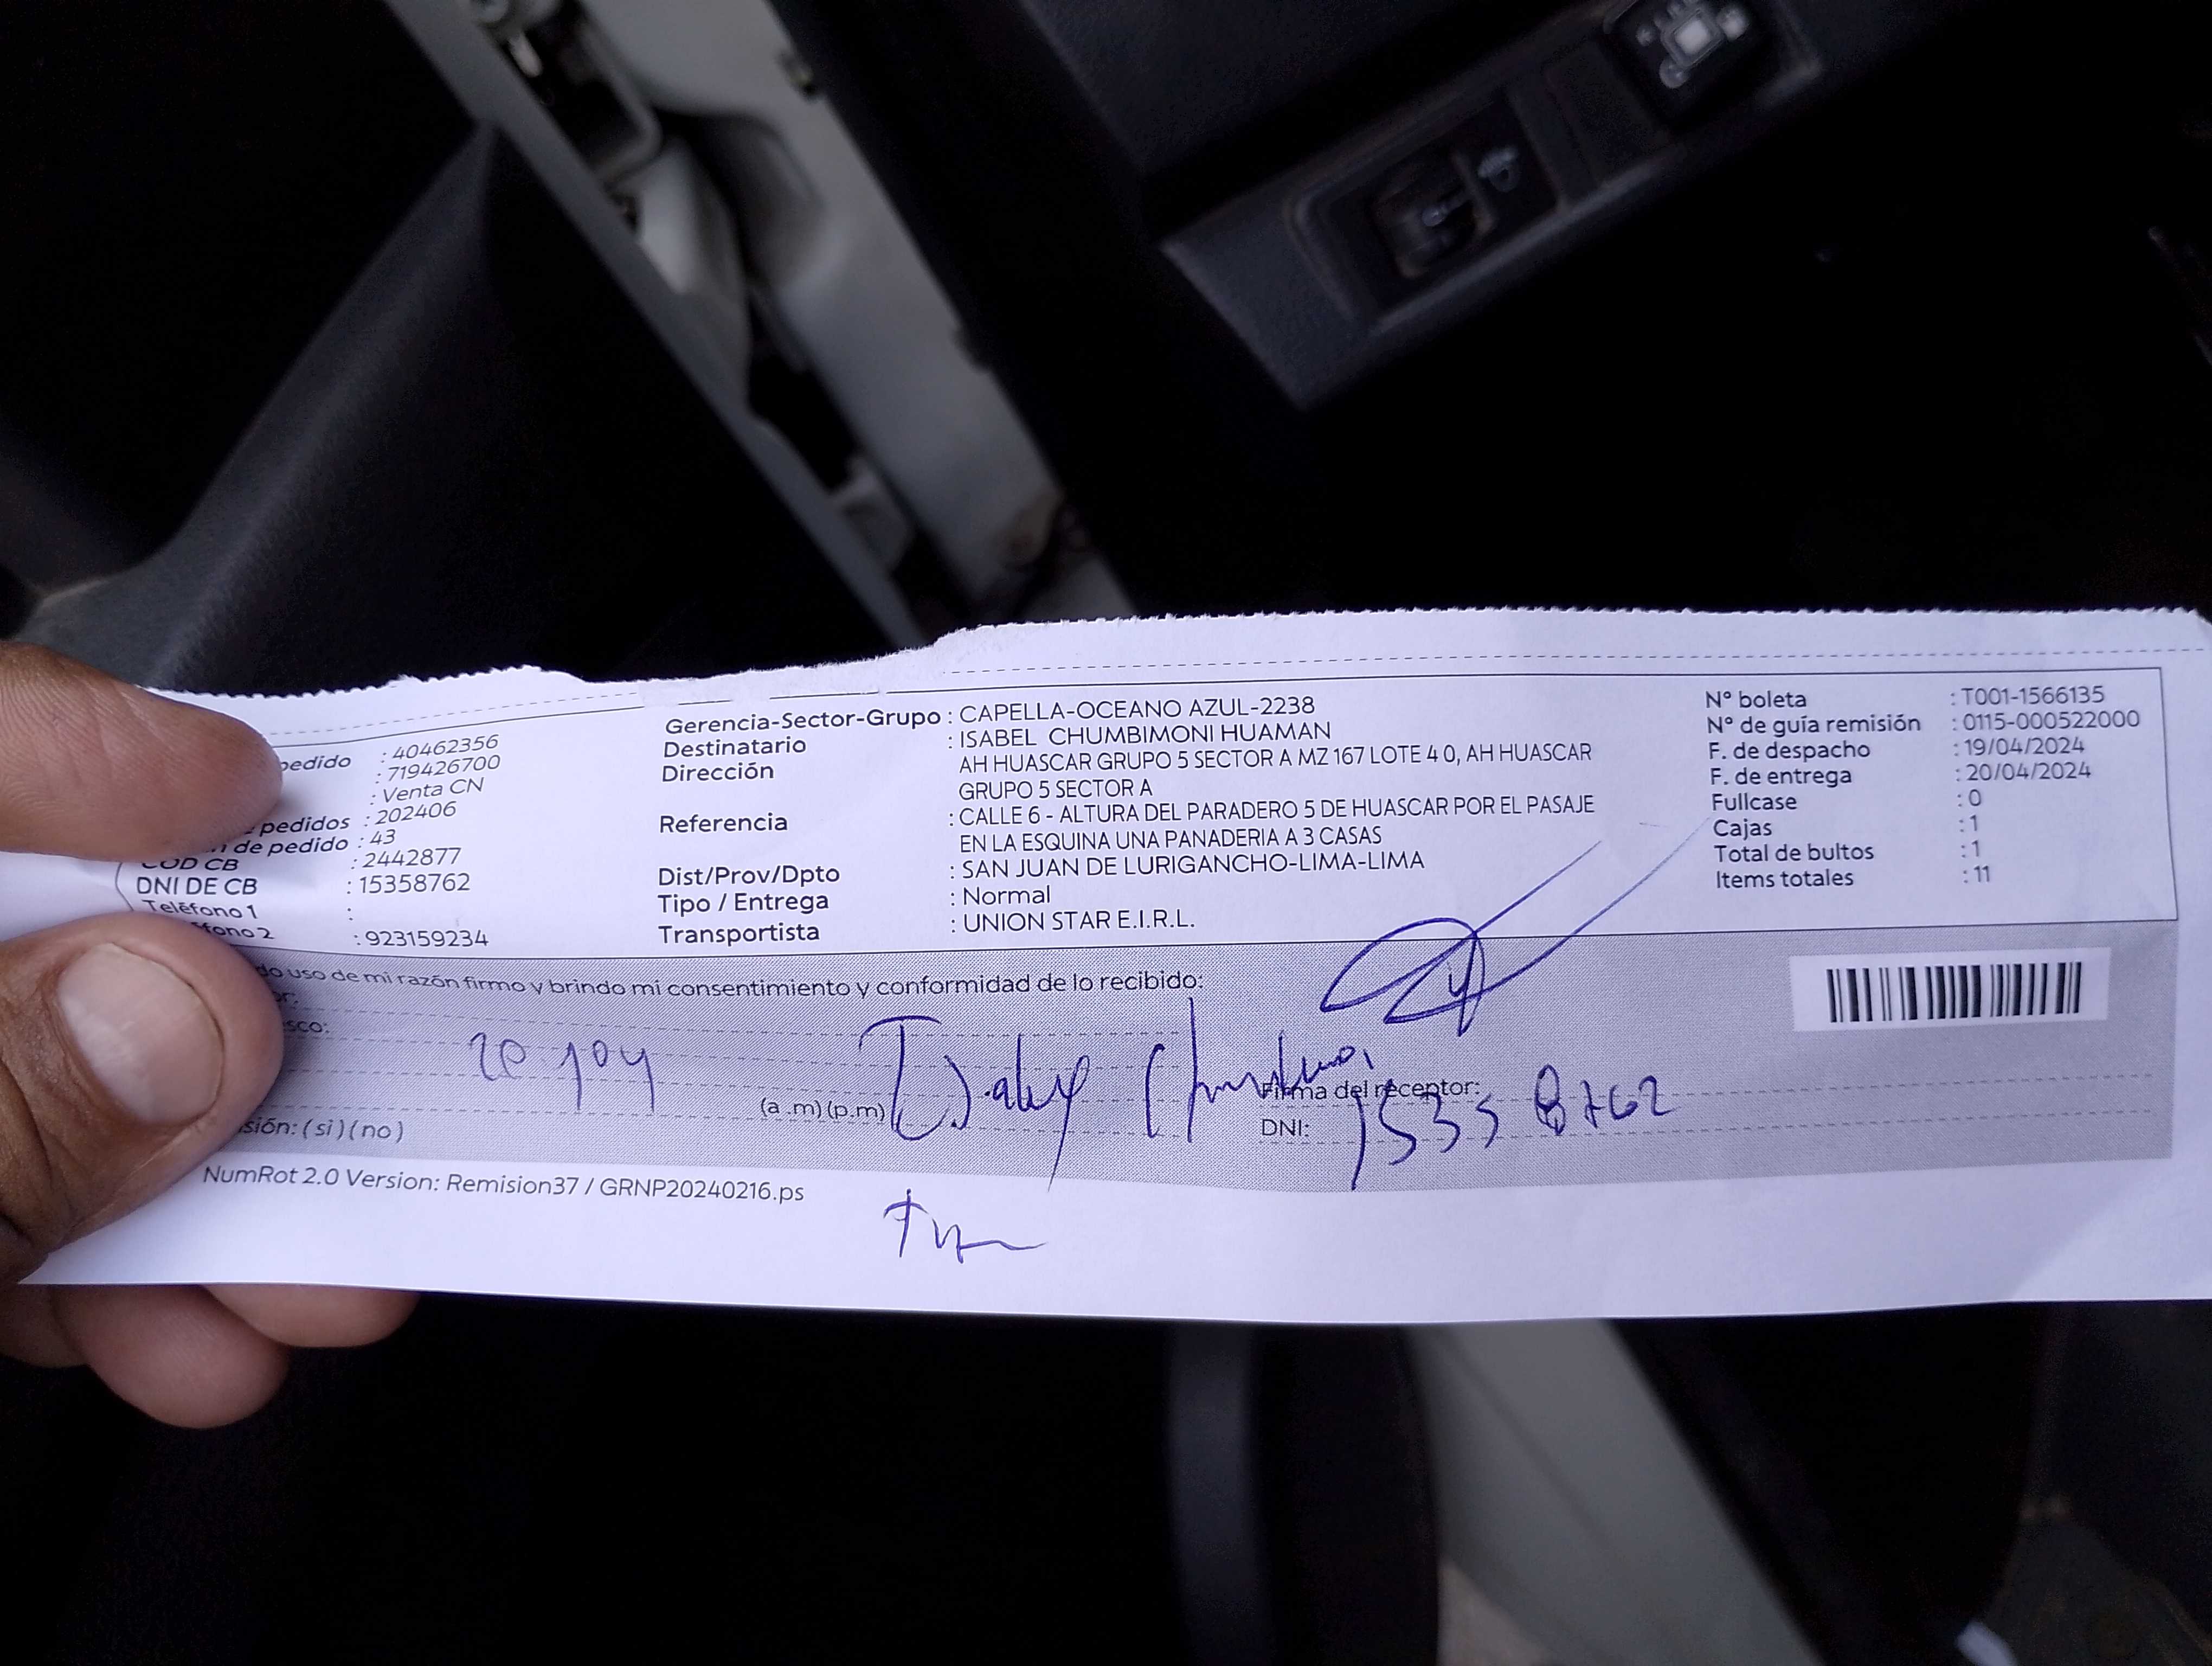 pedido : 40462356
: 719426700
: Venta CN
pedidos : 202406
de pedido : 43
COD CB : 2442877
DNI DE CB : 15358762
Teléfono 1 :
fono 2 : 923159234
Gerencia-Sector-Grupo : CAPELLA-OCEANO AZUL-2238
Destinatario : ISABEL CHUMBIMONI HUAMAN
Dirección AH HUASCAR GRUPO 5 SECTOR A MZ 167 LOTE 4 0, AH HUASCAR
GRUPO 5 SECTOR A
Referencia : CALLE 6 - ALTURA DEL PARADERO 5 DE HUASCAR POR EL PASAJE
EN LA ESQUINA UNA PANADERIA A 3 CASAS
Dist/Prov/Dpto : SAN JUAN DE LURIGANCHO-LIMA-LIMA
Tipo / Entrega : Normal
Transportista : UNION STAR E.I.R.L.
N° boleta : T001-1566135
N° de guía remisión : 0115-000522000
F. de despacho : 19/04/2024
F. de entrega : 20/04/2024
Fullcase : 0
Cajas : 1
Total de bultos : 1
Items totales : 11
do uso de mi razón firmo y brindo mi consentimiento y conformidad de lo recibido:
or:
sco:
(a .m) (p.m)
Firma del receptor:
DNI: 15358762
sión: (si) (no)
NumRot 2.0 Version: Remision37 / GRNP20240216.ps